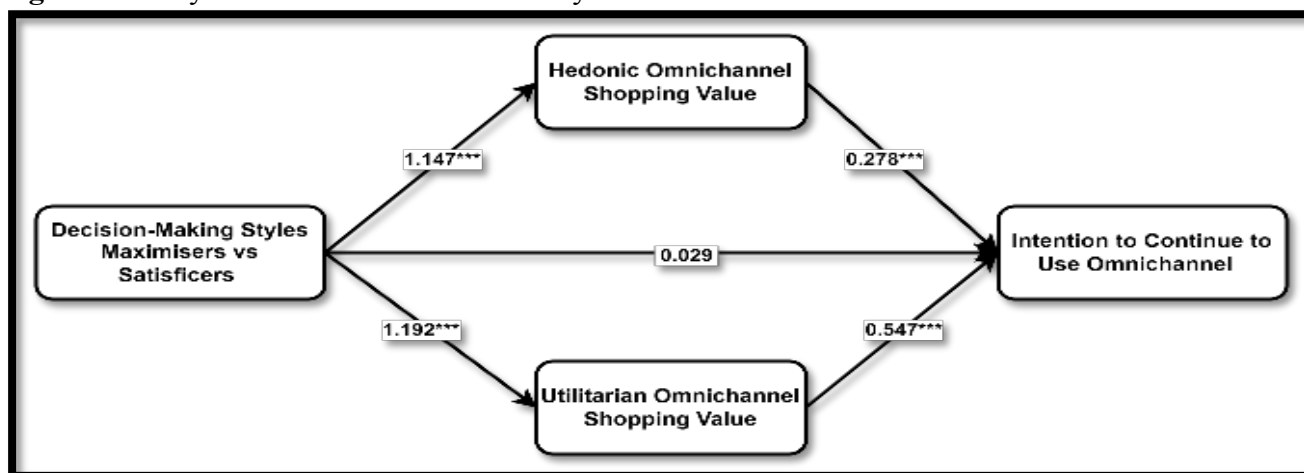 Hedonic Omnichannel
Shopping Value
1.147***
0.278***
Decision-Making Styles
Maximisers vs
Satisficers
0.029
Intention to Continue to
Use Omnichannel
1.192***
0.547***
Utilitarian Omnichannel
Shopping Value